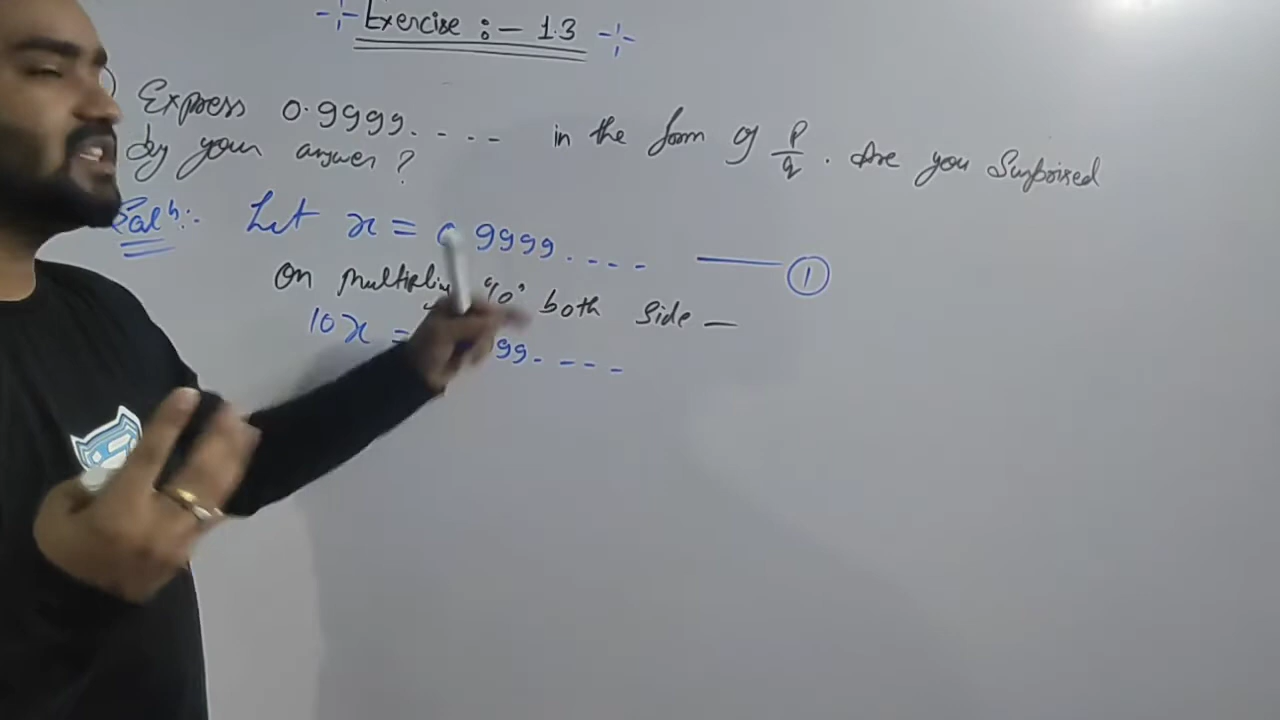 Exercise :- 1.3
Express 0.9999.... in the form of p/q. Are you Surprised
by your answer?
Solⁿ:- Let x = 0.9999..... —— ①
On multiply '10' both Side —
10x = 99.....